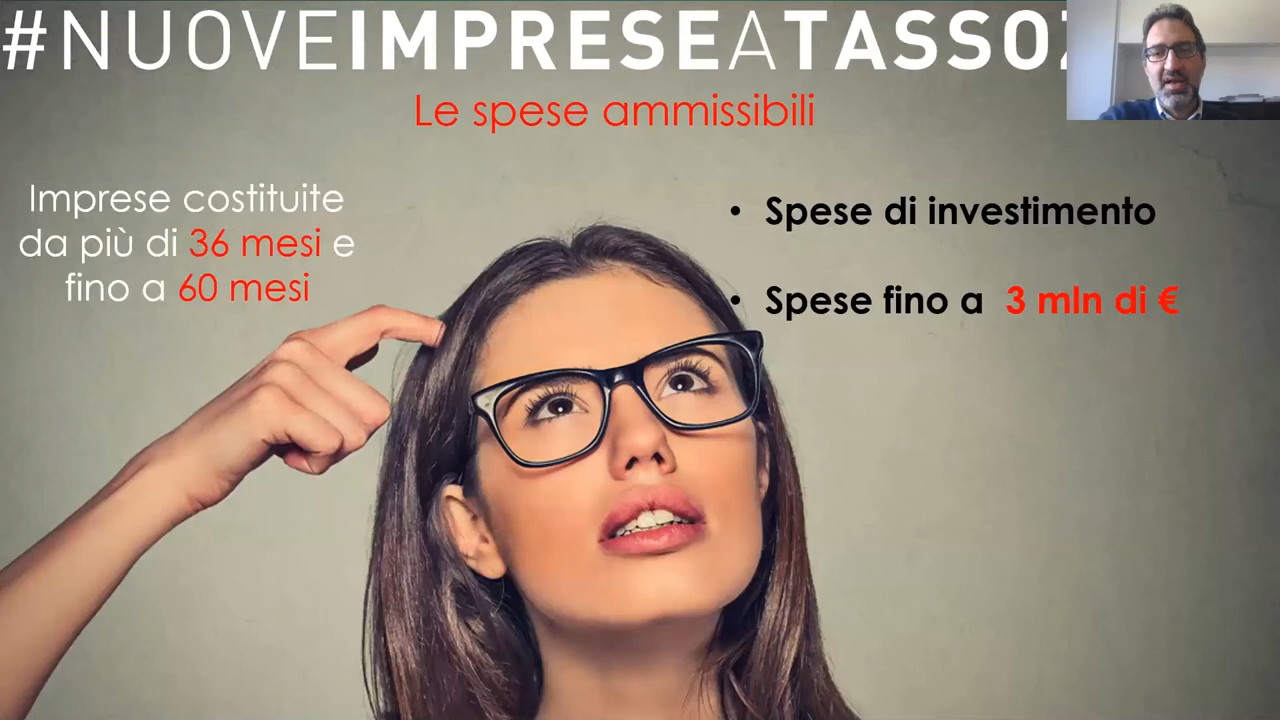 #NUOVEIMPRESEATASSOZ
Le spese ammissibili
Imprese costituite
da più di 36 mesi e
fino a 60 mesi
• Spese di investimento
• Spese fino a 3 mln di €